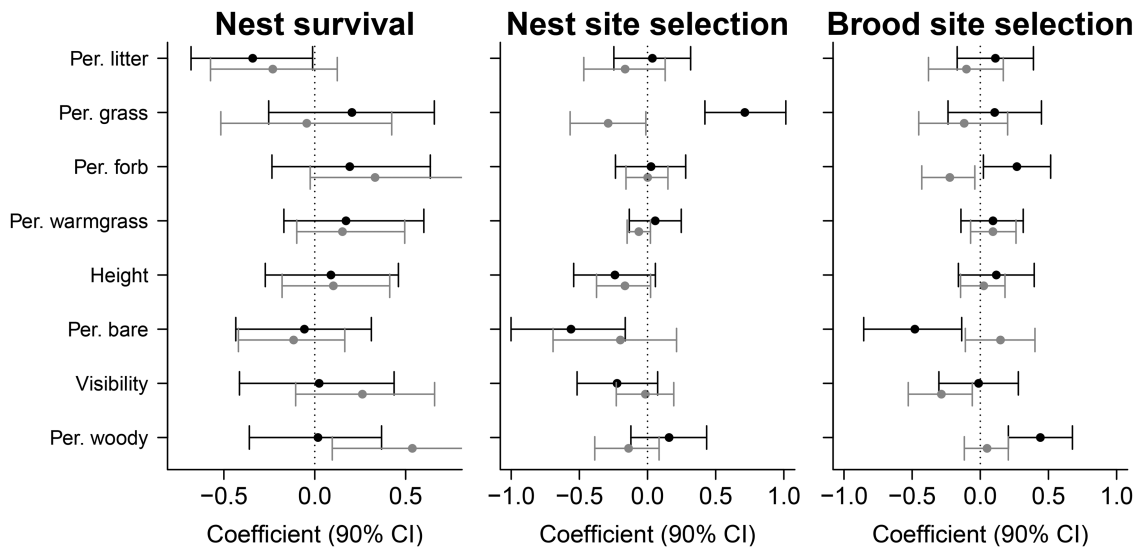 Nest survival
Nest site selection
Brood site selection
Per. litter
Per. grass
Per. forb
Per. warmgrass
Height
Per. bare
Visibility
Per. woody
−0.5 0.0 0.5
−1.0 −0.5 0.0 0.5 1.0
−1.0 −0.5 0.0 0.5 1.0
Coefficient (90% CI)
Coefficient (90% CI)
Coefficient (90% CI)